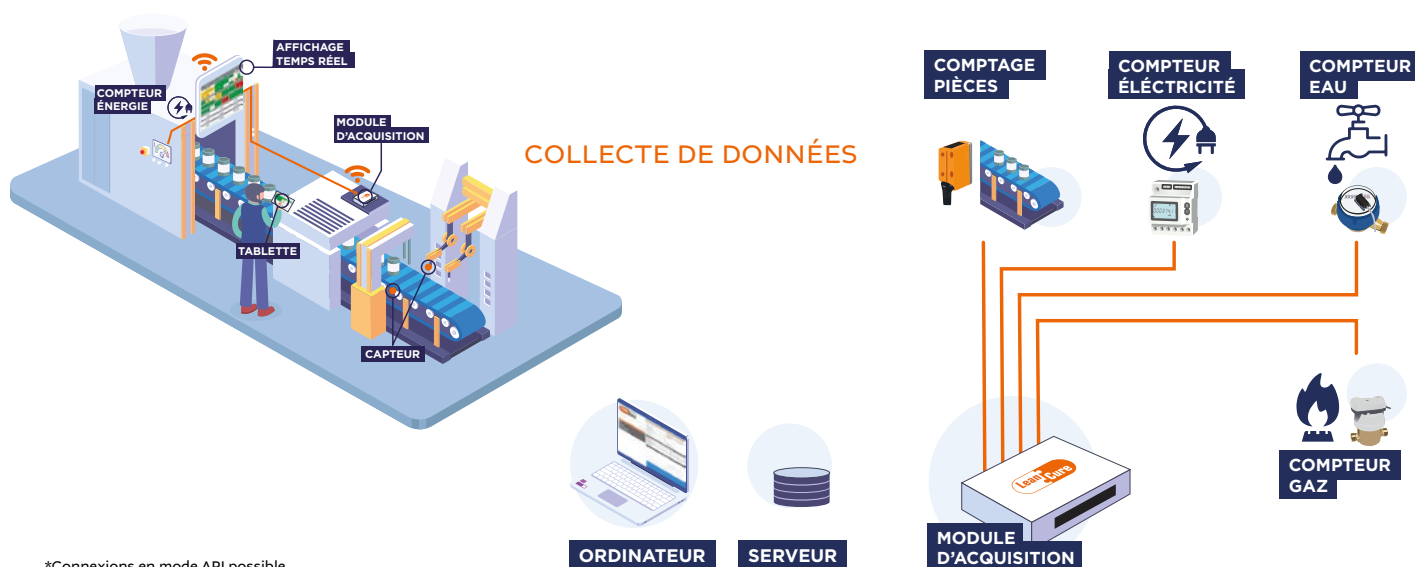 AFFICHAGE
TEMPS RÉEL
COMPTEUR
ÉNERGIE
MODULE
D'ACQUISITION
TABLETTE
CAPTEUR
COLLECTE DE DONNÉES
COMPTAGE
PIÈCES
COMPTEUR
ÉLÉCTRICITÉ
COMPTEUR
EAU
COMPTEUR
GAZ
Lean Cure
MODULE
D'ACQUISITION
ORDINATEUR
SERVEUR
*Connexions en mode API possible